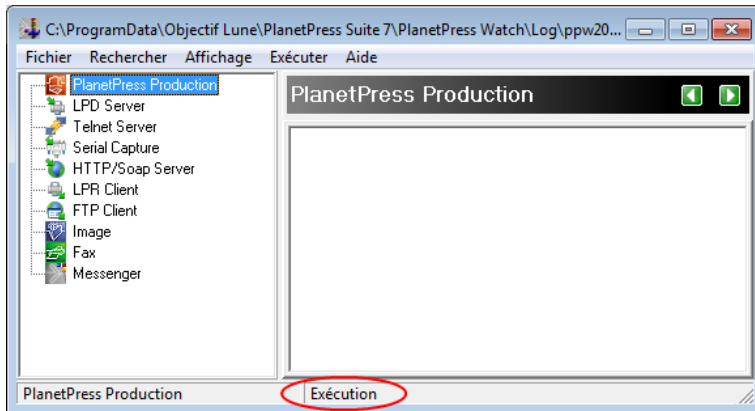 C:\ProgramData\Objectif Lune\PlanetPress Suite 7\PlanetPress Watch\Log\ppw20...
Fichier Rechercher Affichage Exécuter Aide
PlanetPress Production
LPD Server
Telnet Server
Serial Capture
HTTP/Soap Server
LPR Client
FTP Client
Image
Fax
Messenger
PlanetPress Production
PlanetPress Production Exécution